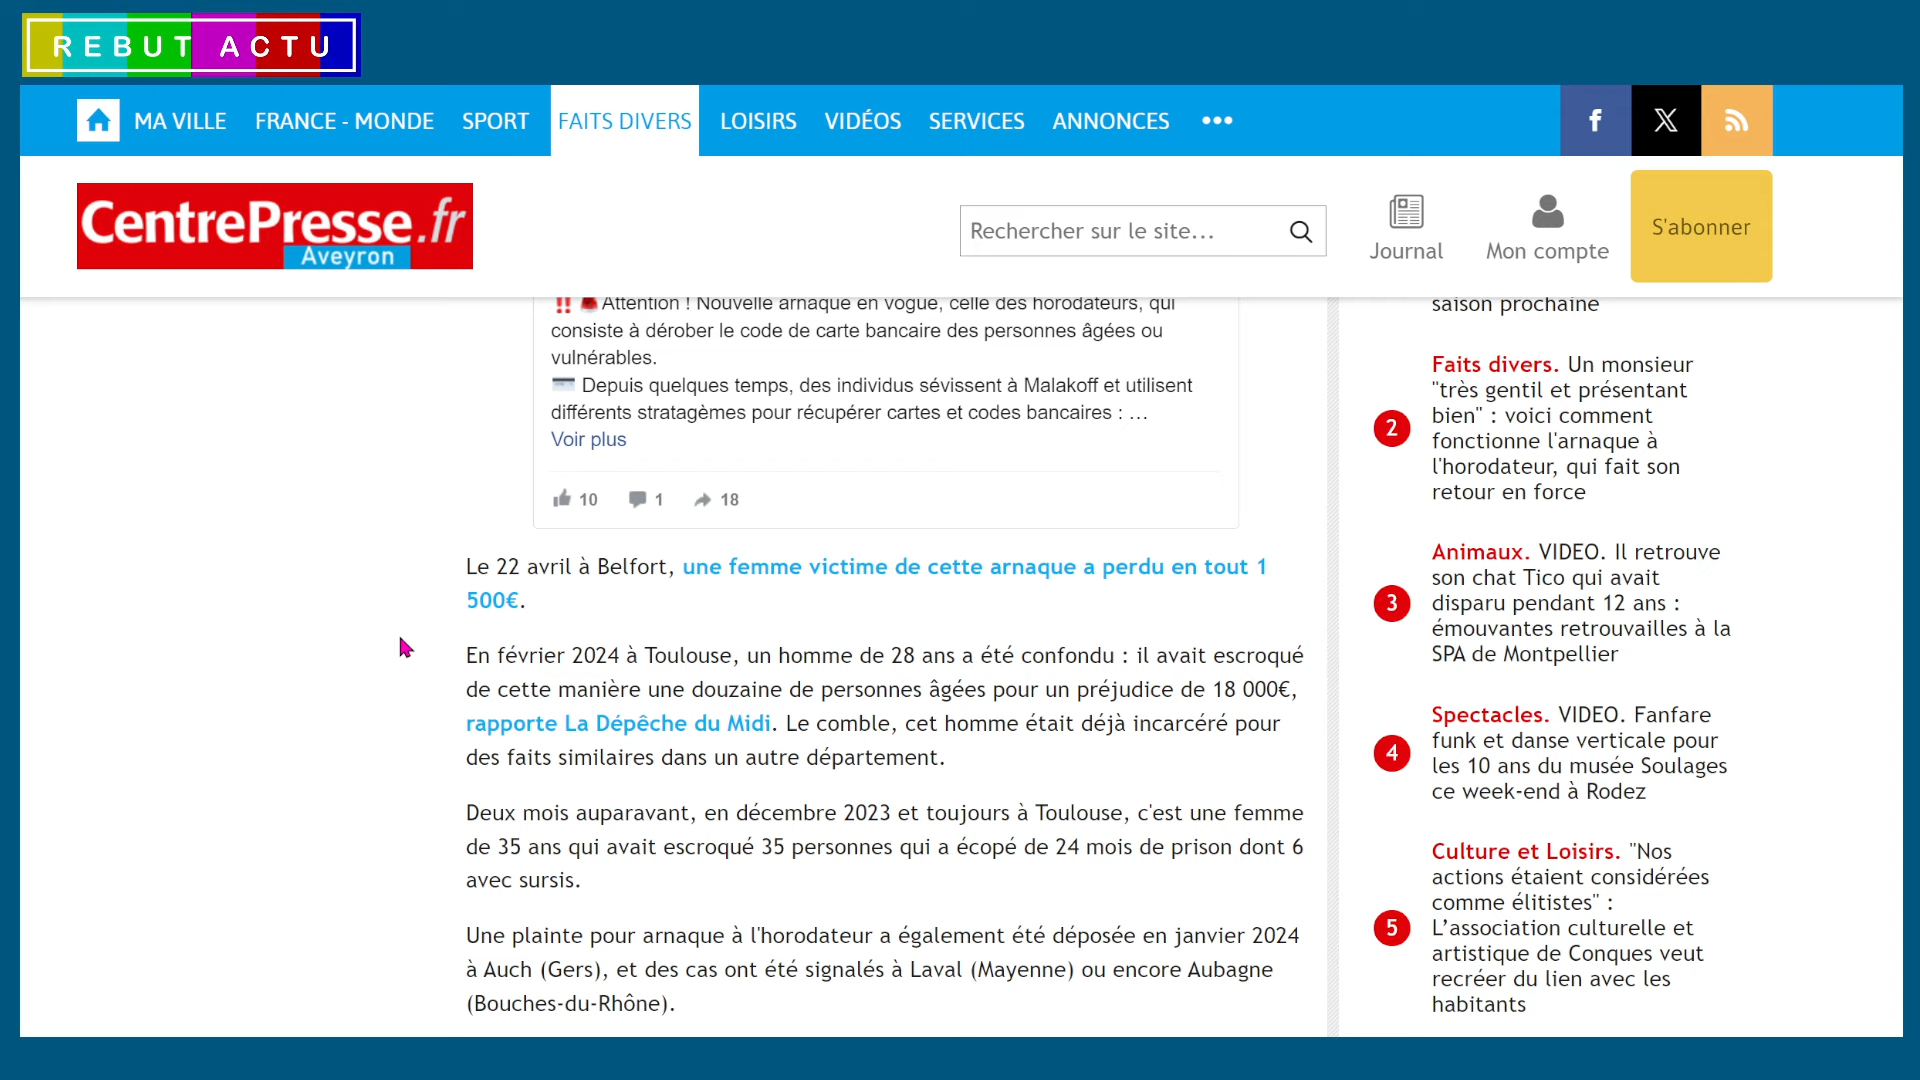 REBUT ACTU
MA VILLE FRANCE - MONDE SPORT FAITS DIVERS LOISIRS VIDÉOS SERVICES ANNONCES •••
CentrePresse.fr
Aveyron
Rechercher sur le site...
Journal
Mon compte
S'abonner
‼️ 🚨Attention ! Nouvelle arnaque en vogue, celle des horodateurs, qui
consiste à dérober le code de carte bancaire des personnes âgées ou
vulnérables.
💳 Depuis quelques temps, des individus sévissent à Malakoff et utilisent
différents stratagèmes pour récupérer cartes et codes bancaires : …
Voir plus
10 1 18
Le 22 avril à Belfort, une femme victime de cette arnaque a perdu en tout 1
500€.
En février 2024 à Toulouse, un homme de 28 ans a été confondu : il avait escroqué
de cette manière une douzaine de personnes âgées pour un préjudice de 18 000€,
rapporte La Dépêche du Midi. Le comble, cet homme était déjà incarcéré pour
des faits similaires dans un autre département.
Deux mois auparavant, en décembre 2023 et toujours à Toulouse, c'est une femme
de 35 ans qui avait escroqué 35 personnes qui a écopé de 24 mois de prison dont 6
avec sursis.
Une plainte pour arnaque à l'horodateur a également été déposée en janvier 2024
à Auch (Gers), et des cas ont été signalés à Laval (Mayenne) ou encore Aubagne
(Bouches-du-Rhône).
saison prochaine
2
Faits divers. Un monsieur
"très gentil et présentant
bien" : voici comment
fonctionne l'arnaque à
l'horodateur, qui fait son
retour en force
3
Animaux. VIDEO. Il retrouve
son chat Tico qui avait
disparu pendant 12 ans :
émouvantes retrouvailles à la
SPA de Montpellier
4
Spectacles. VIDEO. Fanfare
funk et danse verticale pour
les 10 ans du musée Soulages
ce week-end à Rodez
5
Culture et Loisirs. "Nos
actions étaient considérées
comme élitistes" :
L’association culturelle et
artistique de Conques veut
recréer du lien avec les
habitants